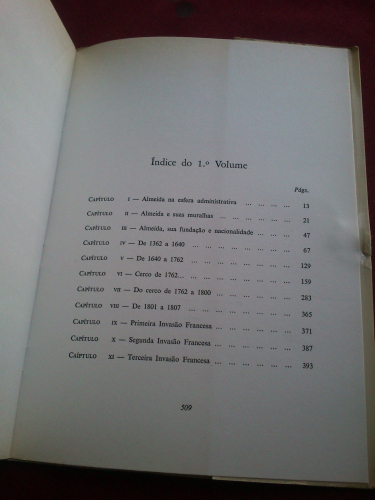 Índice do 1.º Volume
Págs.
CAPÍTULO I — Almeida na esfera administrativa ... ... ... ... 13
CAPÍTULO II — Almeida e suas muralhas ... ... ... ... ... 21
CAPÍTULO III — Almeida, sua fundação e nacionalidade ... ... ... 47
CAPÍTULO IV — De 1362 a 1640 ... ... ... ... ... ... ... 67
CAPÍTULO V — De 1640 a 1762 ... ... ... ... ... ... ... 129
CAPÍTULO VI — Cerco de 1762... ... ... ... ... ... ... ... 159
CAPÍTULO VII — Do cerco de 1762 a 1800 ... ... ... ... ... 283
CAPÍTULO VIII — De 1801 a 1807 ... ... ... ... ... ... ... 365
CAPÍTULO IX — Primeira Invasão Francesa ... ... ... ... ... 371
CAPÍTULO X — Segunda Invasão Francesa ... ... ... ... ... 387
CAÍPTULO XI — Terceira Invasão Francesa ... ... ... ... ... 393
509